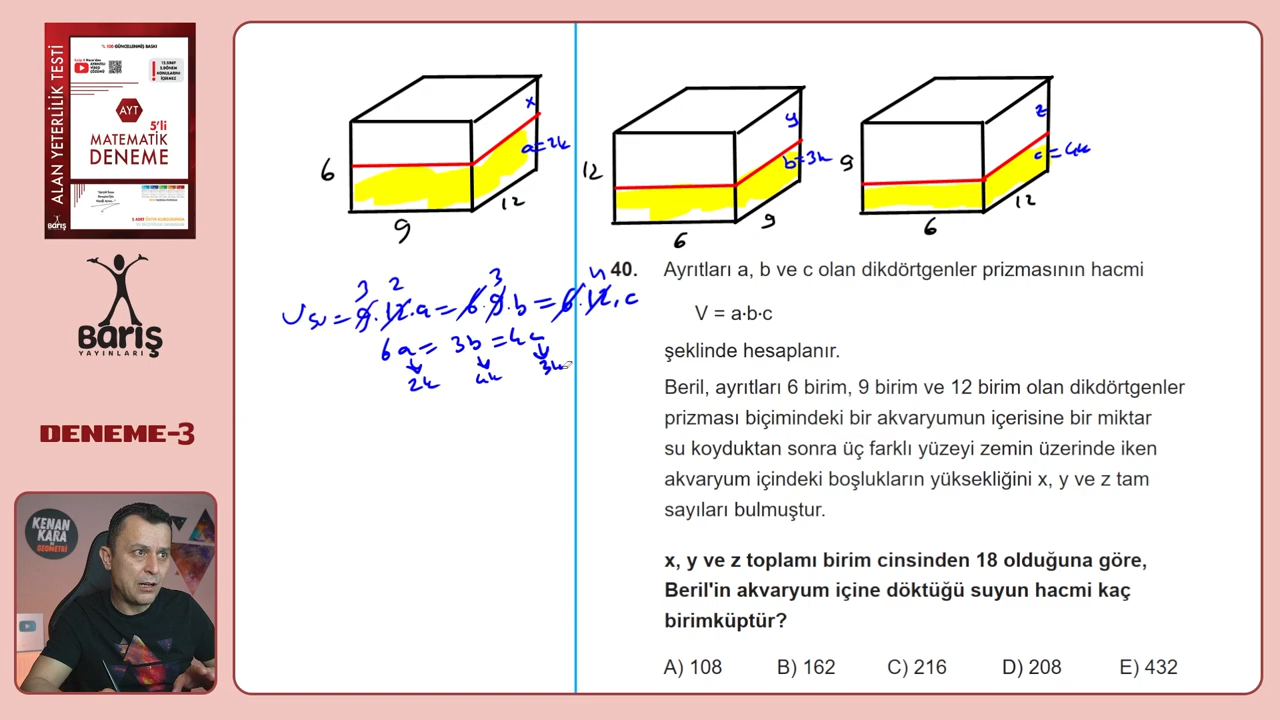 ALAN YETERLİLİK TESTİ
% 100 GÜNCELLENMİŞ BASKI
AYT
5'li
MATEMATİK
DENEME
BARIŞ
BARIŞ
YAYINLARI
DENEME-3
KENAN
KARA
GEOMETRİ
6
9
12
x
a=2k
12
6
9
y
b=3k
9
6
12
z
c=4k
3 2 3 4
Vsu = 9.12.a = 6.9.b = 6.12.c
6a = 3b = 4c
2k 4k 3k
40. Ayrıtları a, b ve c olan dikdörtgenler prizmasının hacmi
V = a·b·c
şeklinde hesaplanır.
Beril, ayrıtları 6 birim, 9 birim ve 12 birim olan dikdörtgenler
prizması biçimindeki bir akvaryumun içerisine bir miktar
su koyduktan sonra üç farklı yüzeyi zemin üzerinde iken
akvaryum içindeki boşlukların yüksekliğini x, y ve z tam
sayıları bulmuştur.
x, y ve z toplamı birim cinsinden 18 olduğuna göre,
Beril'in akvaryum içine döktüğü suyun hacmi kaç
birimküptür?
A) 108 B) 162 C) 216 D) 208 E) 432